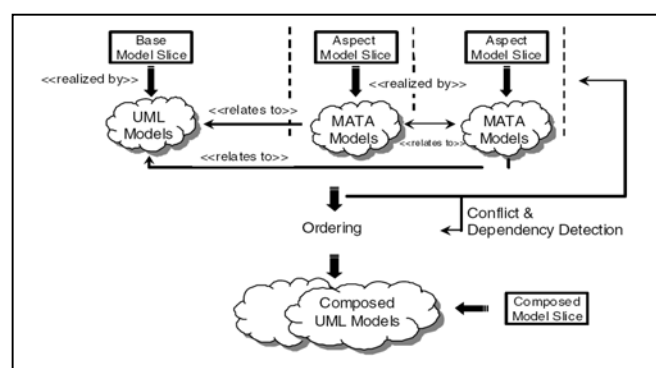 Base
Model Slice
Aspect
Model Slice
Aspect
Model Slice
<<realized by>>
<<realized by>>
UML
Models
<<relates to>>
MATA
Models
<<relates to>>
MATA
Models
<<relates to>>
Ordering
Conflict &
Dependency Detection
Composed
UML Models
Composed
Model Slice